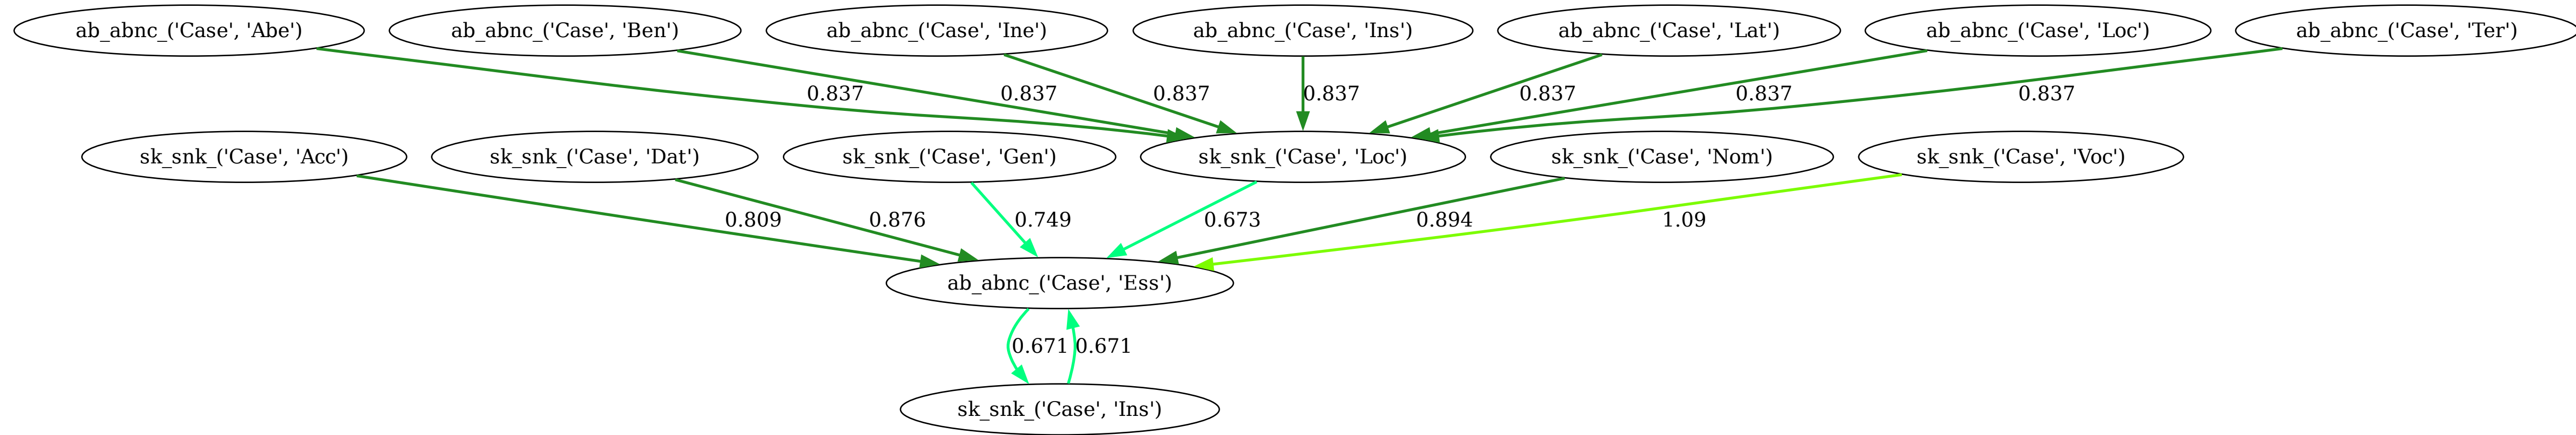 ab_abnc_('Case', 'Abe')
ab_abnc_('Case', 'Ben')
ab_abnc_('Case', 'Ine')
ab_abnc_('Case', 'Ins')
ab_abnc_('Case', 'Lat')
ab_abnc_('Case', 'Loc')
ab_abnc_('Case', 'Ter')
0.837
0.837
0.837
0.837
0.837
0.837
0.837
sk_snk_('Case', 'Acc')
sk_snk_('Case', 'Dat')
sk_snk_('Case', 'Gen')
sk_snk_('Case', 'Loc')
sk_snk_('Case', 'Nom')
sk_snk_('Case', 'Voc')
0.809
0.876
0.749
0.673
0.894
1.09
ab_abnc_('Case', 'Ess')
0.671
0.671
sk_snk_('Case', 'Ins')